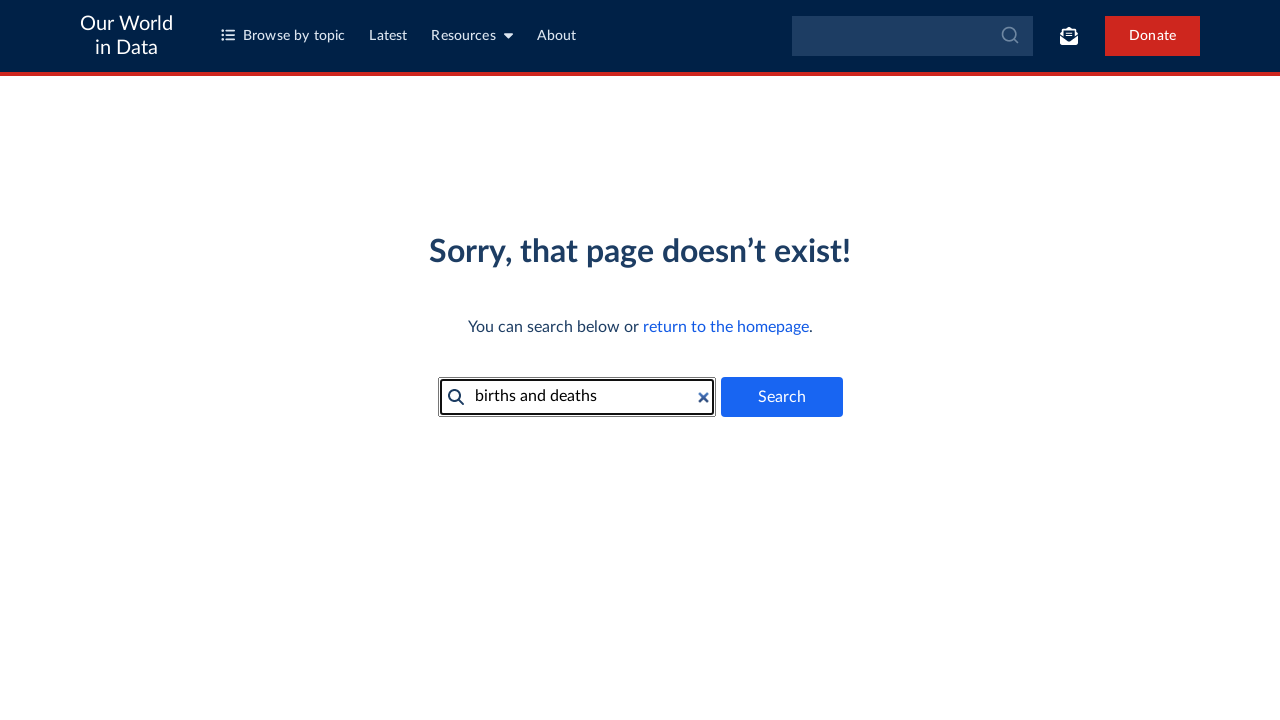 Our World
in Data
Browse by topic
Latest
Resources
About
Donate
Sorry, that page doesn’t exist!
You can search below or return to the homepage.
births and deaths
Search